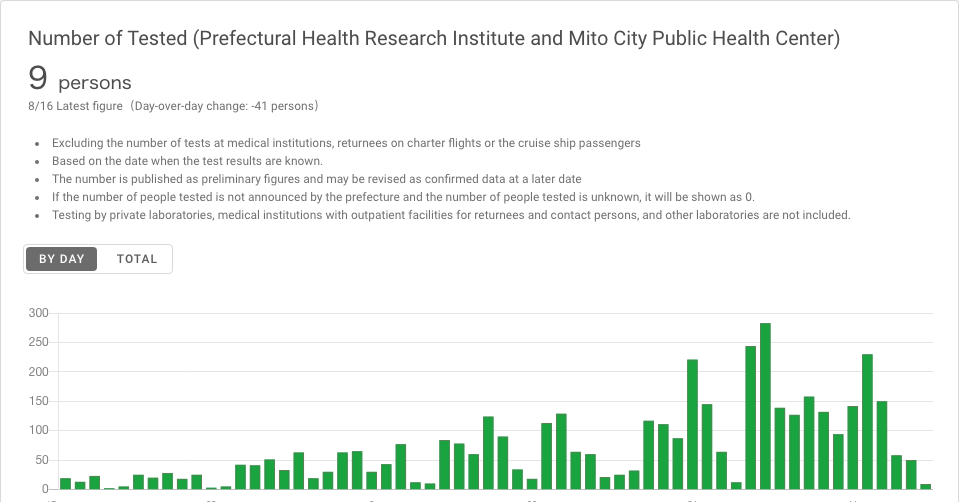 Number of Tested (Prefectural Health Research Institute and Mito City Public Health Center)
9 persons
8/16 Latest figure（Day-over-day change: -41 persons）
• Excluding the number of tests at medical institutions, returnees on charter flights or the cruise ship passengers
• Based on the date when the test results are known.
• The number is published as preliminary figures and may be revised as confirmed data at a later date
• If the number of people tested is not announced by the prefecture and the number of people tested is unknown, it will be shown as 0.
• Testing by private laboratories, medical institutions with outpatient facilities for returnees and contact persons, and other laboratories are not included.
BY DAY TOTAL
300
250
200
150
100
50
0